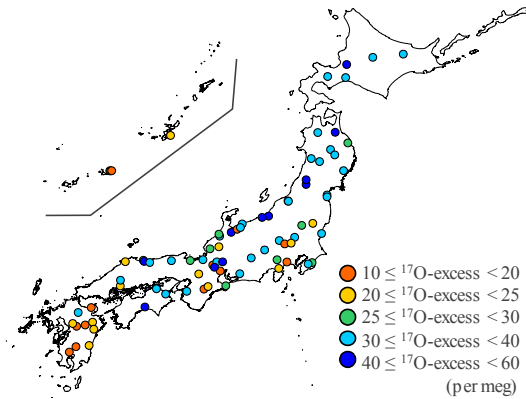 10 ≤ ¹⁷O-excess < 20
20 ≤ ¹⁷O-excess < 25
25 ≤ ¹⁷O-excess < 30
30 ≤ ¹⁷O-excess < 40
40 ≤ ¹⁷O-excess < 60
(per meg)